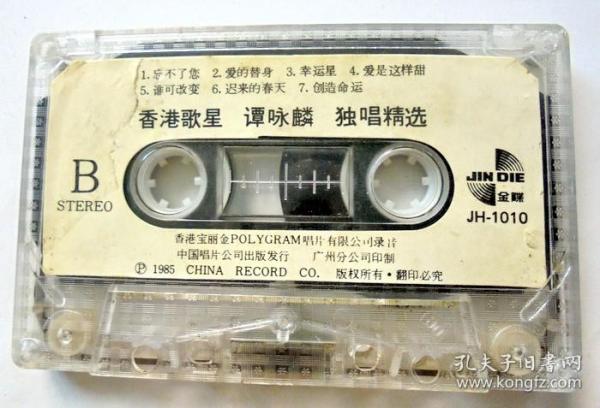 1.忘不了您 2.爱的替身 3.幸运星 4.爱是这样甜
5.谁可改变 6.迟来的春天 7.创造命运
香港歌星 谭咏麟 独唱精选
B
STEREO
JIN DIE
金碟
JH-1010
香港宝丽金POLYGRAM唱片有限公司录音
中国唱片公司出版发行 广州分公司印制
Ⓟ 1985 CHINA RECORD CO. 版权所有·翻印必究
孔夫子旧书网
www.kongfz.com